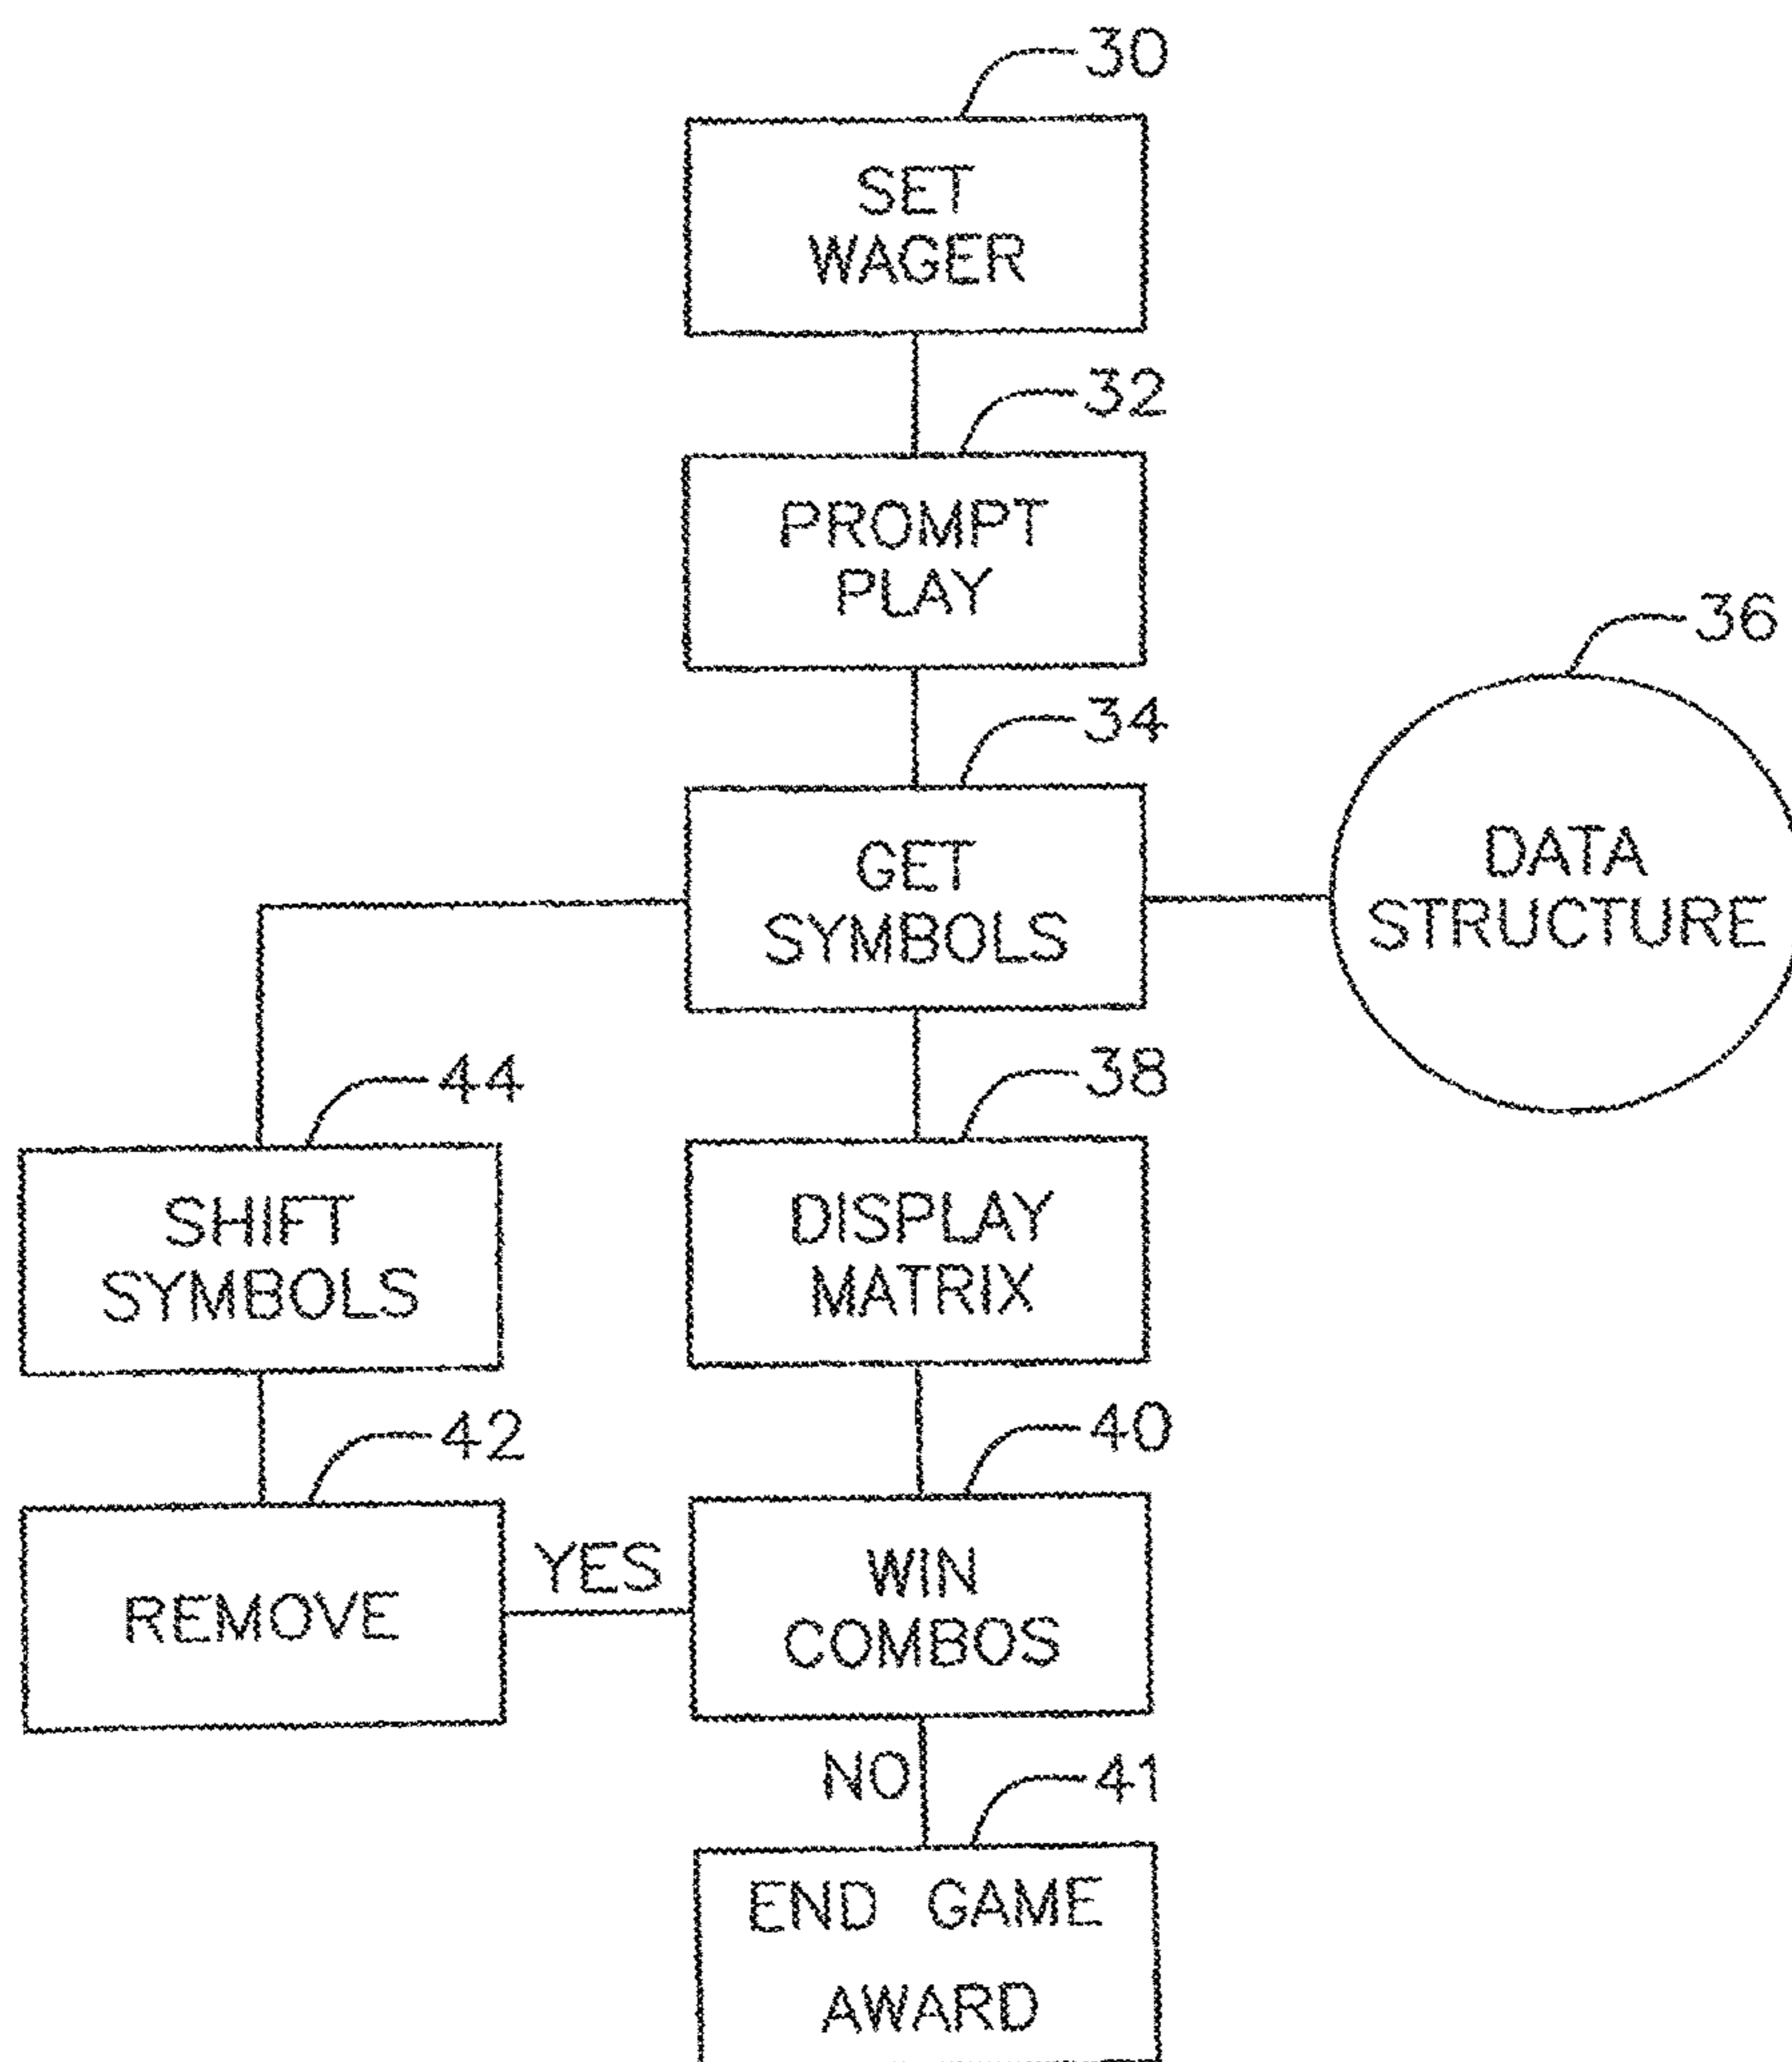 30
SET
WAGER
32
PROMPT
PLAY
36
34
GET
SYMBOLS
DATA
STRUCTURE
44
38
SHIFT
SYMBOLS
DISPLAY
MATRIX
42
40
REMOVE
YES
WIN
COMBOS
NO
41
END GAME
AWARD